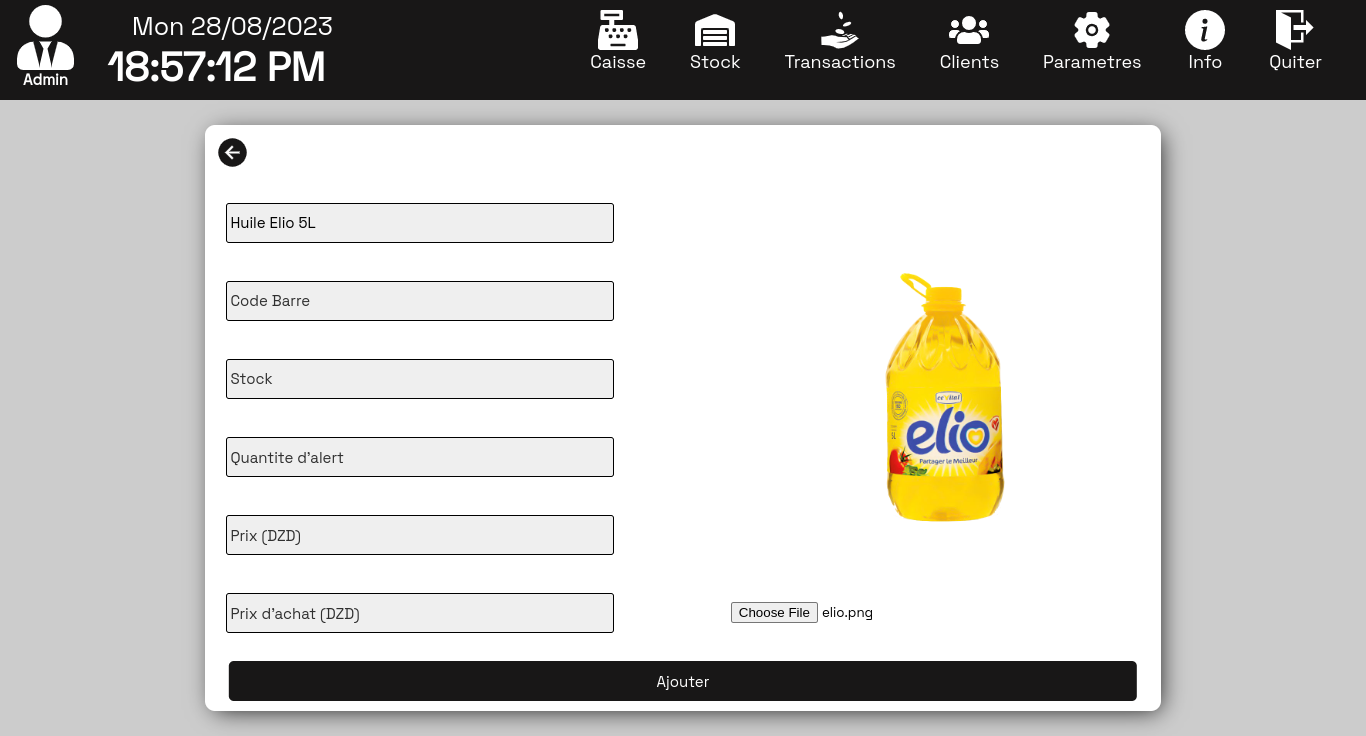 Mon 28/08/2023
18:57:12 PM
Admin
Caisse
Stock
Transactions
Clients
Parametres
Info
Quiter
Huile Elio 5L
Code Barre
Stock
Quantite d'alert
Prix (DZD)
Prix d'achat (DZD)
elio
Partager le Meilleur
Choose File elio.png
Ajouter